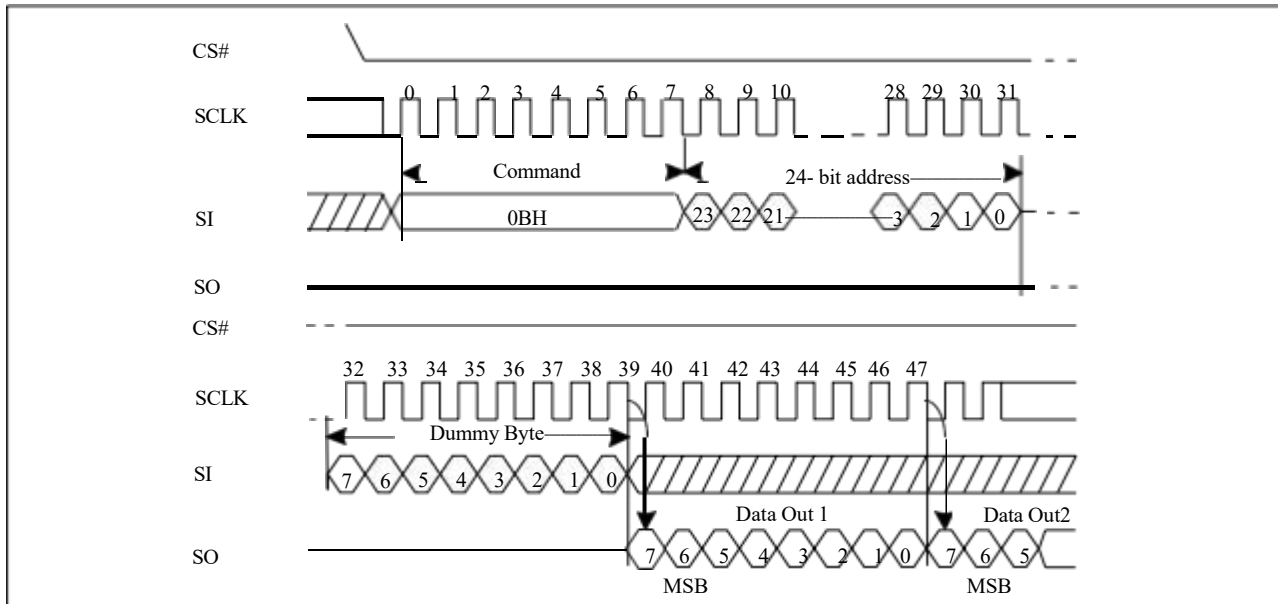 CS#
0 1 2 3 4 5 6 7 8 9 10 28 29 30 31
SCLK
Command 24- bit address
SI 0BH 23 22 21 3 2 1 0
SO
CS#
32 33 34 35 36 37 38 39 40 41 42 43 44 45 46 47
SCLK
Dummy Byte
SI 7 6 5 4 3 2 1 0
Data Out 1 Data Out2
SO 7 6 5 4 3 2 1 0 7 6 5
MSB MSB